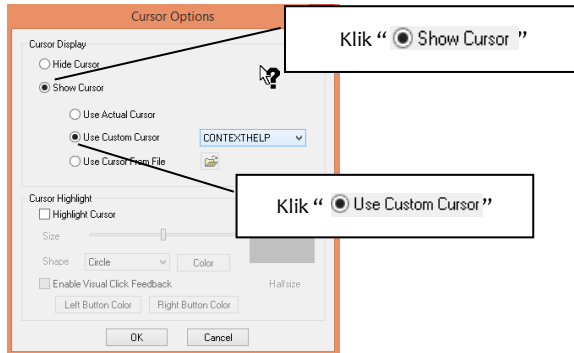 Cursor Options
Klik “ Show Cursor ”
Cursor Display
Hide Cursor
Show Cursor
Use Actual Cursor
Use Custom Cursor CONTEXTHELP
Use Cursor From File
Klik “ Use Custom Cursor ”
Cursor Highlight
Highlight Cursor
Size
Shape Circle Color
Enable Visual Click Feedback Halfsize
Left Button Color Right Button Color
OK Cancel